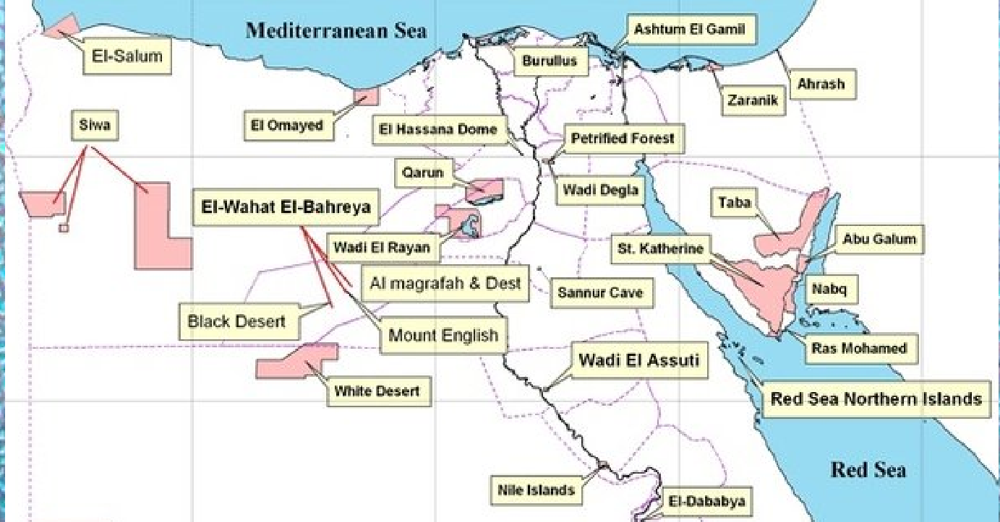 Mediterranean Sea
Ashtum El Gamil
El-Salum
Burullus
Ahrash
Zaranik
Siwa
El Omayed
El Hassana Dome
Petrified Forest
Qarun
Wadi Degla
El-Wahat El-Bahreya
Taba
Wadi El Rayan
St. Katherine
Abu Galum
Al magrafah & Dest
Sannur Cave
Nabq
Black Desert
Mount English
Ras Mohamed
Wadi El Assuti
White Desert
Red Sea Northern Islands
Red Sea
Nile Islands
El-Dababya